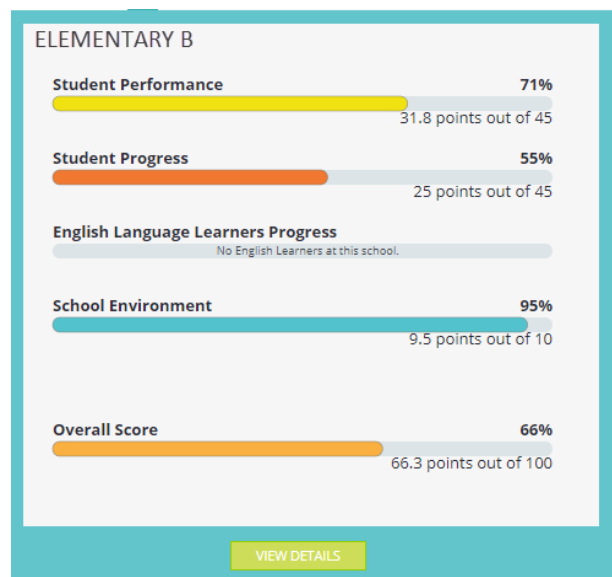 ELEMENTARY B
Student Performance 71%
31.8 points out of 45
Student Progress 55%
25 points out of 45
English Language Learners Progress
No English Learners at this school.
School Environment 95%
9.5 points out of 10
Overall Score 66%
66.3 points out of 100
VIEW DETAILS